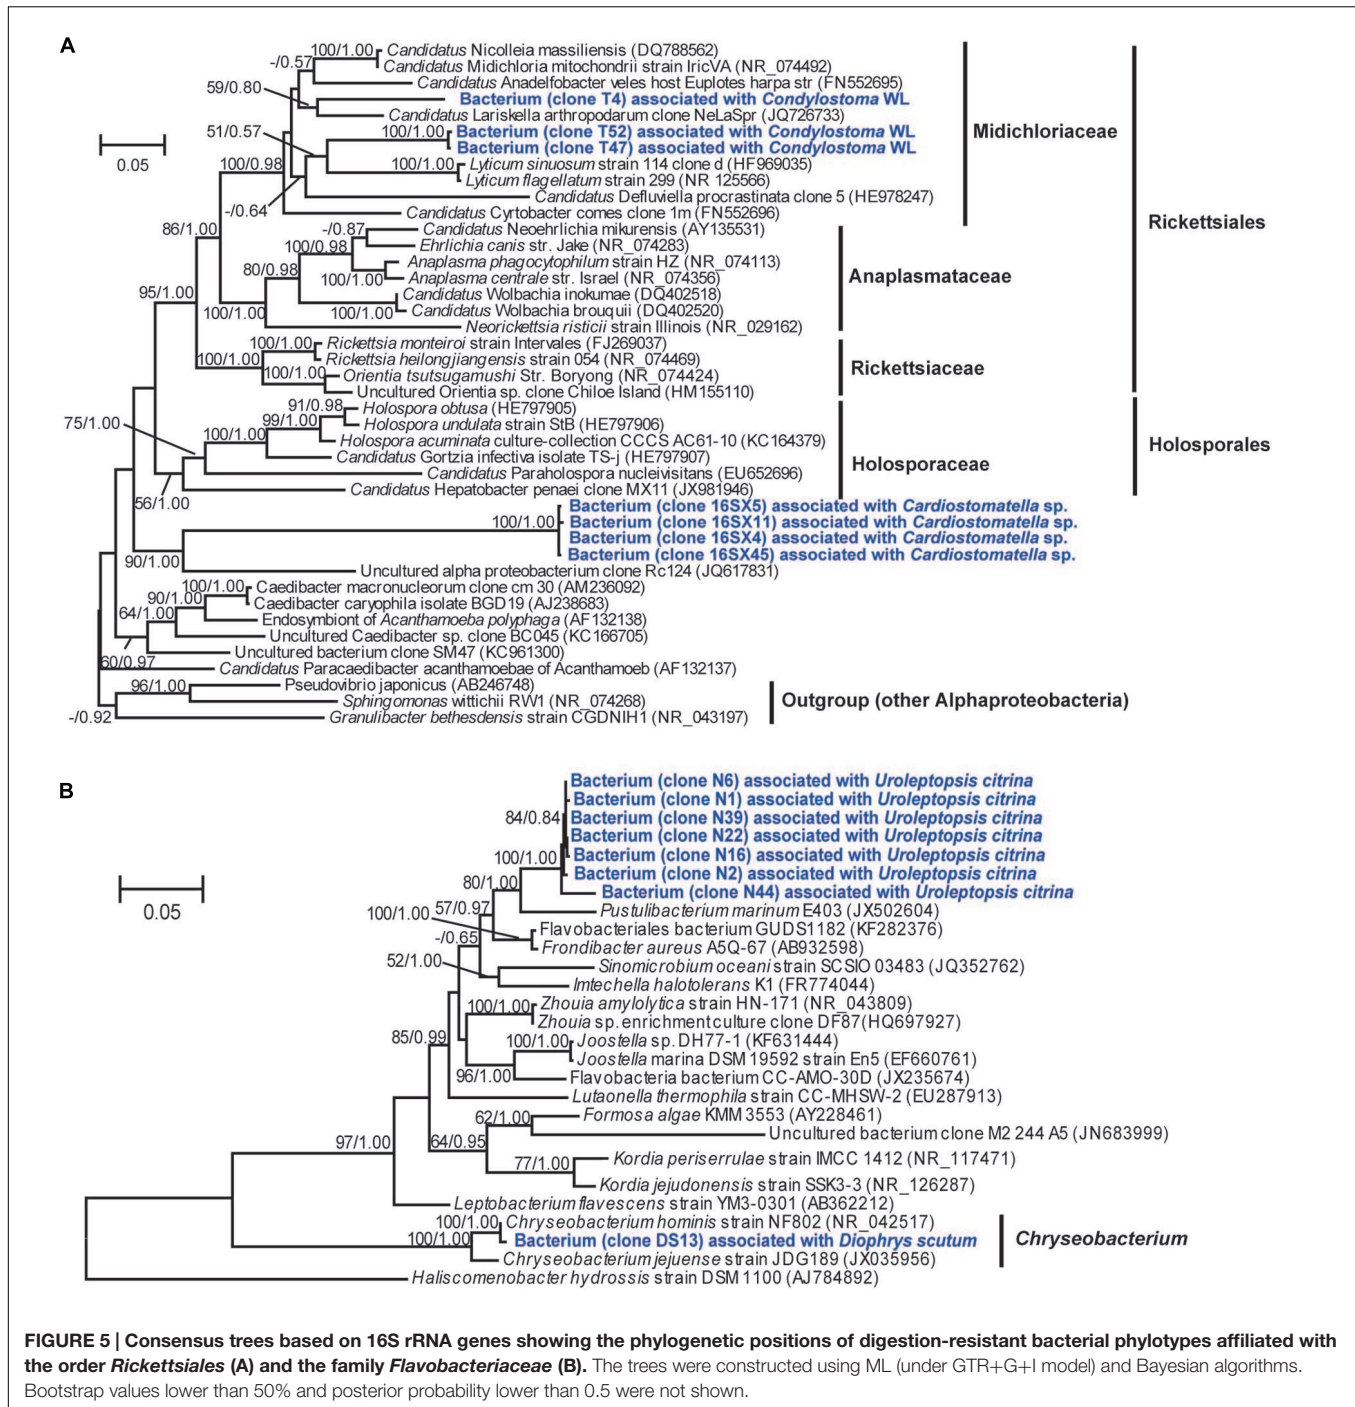 A
100/1.00
Candidatus Nicolleia massiliensis (DQ788562)
-/0.57
Candidatus Midichloria mitochondrii strain IricVA (NR_074492)
Candidatus Anadelfobacter veles host Euplotes harpa str (FN552695)
59/0.80
Bacterium (clone T4) associated with Condylostoma WL
Candidatus Lariskella arthropodarum clone NeLaSpr (JQ726733)
Midichloriaceae
51/0.57
100/1.00
Bacterium (clone T52) associated with Condylostoma WL
Bacterium (clone T47) associated with Condylostoma WL
0.05
100/0.98
100/1.00
Lyticum sinuosum strain 114 clone d (HF969035)
Lyticum flagellatum strain 299 (NR 125566)
Candidatus Defluviella procrastinata clone 5 (HE978247)
-/0.64
Candidatus Cyrtobacter comes clone 1m (FN552696)
Rickettsiales
86/1.00
-/0.87
Candidatus Neoehrlichia mikurensis (AY135531)
100/0.98
Ehrlichia canis str. Jake (NR_074283)
Anaplasma phagocytophilum strain HZ (NR_074113)
80/0.98
100/1.00
Anaplasma centrale str. Israel (NR_074356)
Anaplasmataceae
95/1.00
Candidatus Wolbachia inokumae (DQ402518)
100/1.00
100/1.00
Candidatus Wolbachia brouquii (DQ402520)
Neorickettsia risticii strain Illinois (NR_029162)
100/1.00
Rickettsia monteiroi strain Intervales (FJ269037)
100/1.00
Rickettsia heilongjiangensis strain 054 (NR_074469)
Rickettsiaceae
100/1.00
Orientia tsutsugamushi Str. Boryong (NR_074424)
Uncultured Orientia sp. clone Chiloe Island (HM155110)
91/0.98
Holospora obtusa (HE797905)
75/1.00
99/1.00
Holospora undulata strain StB (HE797906)
100/1.00
Holospora acuminata culture-collection CCCS AC61-10 (KC164379)
Holosporales
Candidatus Gortzia infectiva isolate TS-j (HE797907)
Holosporaceae
Candidatus Paraholospora nucleivisitans (EU652696)
56/1.00
Candidatus Hepatobacter penaei clone MX11 (JX981946)
Bacterium (clone 16SX5) associated with Cardiostomatella sp.
100/1.00
Bacterium (clone 16SX11) associated with Cardiostomatella sp.
Bacterium (clone 16SX4) associated with Cardiostomatella sp.
Bacterium (clone 16SX45) associated with Cardiostomatella sp.
90/1.00
Uncultured alpha proteobacterium clone Rc124 (JQ617831)
100/1.00
Caedibacter macronucleorum clone cm 30 (AM236092)
90/1.00
Caedibacter caryophila isolate BGD19 (AJ238683)
64/1.00
Endosymbiont of Acanthamoeba polyphaga (AF132138)
Uncultured Caedibacter sp. clone BC045 (KC166705)
Uncultured bacterium clone SM47 (KC961300)
60/0.97
Candidatus Paracaedibacter acanthamoebae of Acanthamoeb (AF132137)
96/1.00
Pseudovibrio japonicus (AB246748)
Sphingomonas wittichii RW1 (NR_074268)
Outgroup (other Alphaproteobacteria)
-/0.92
Granulibacter bethesdensis strain CGDNIH1 (NR_043197)
B
Bacterium (clone N6) associated with Uroleptopsis citrina
Bacterium (clone N1) associated with Uroleptopsis citrina
84/0.84
Bacterium (clone N39) associated with Uroleptopsis citrina
Bacterium (clone N22) associated with Uroleptopsis citrina
100/1.00
Bacterium (clone N16) associated with Uroleptopsis citrina
Bacterium (clone N2) associated with Uroleptopsis citrina
80/1.00
Bacterium (clone N44) associated with Uroleptopsis citrina
0.05
100/1.00
57/0.97
Pustulibacterium marinum E403 (JX502604)
Flavobacteriales bacterium GUDS1182 (KF282376)
-/0.65
Frondibacter aureus A5Q-67 (AB932598)
52/1.00
Sinomicrobium oceani strain SCSIO 03483 (JQ352762)
Imtechella halotolerans K1 (FR774044)
100/1.00
Zhouia amylolytica strain HN-171 (NR_043809)
Zhouia sp. enrichment culture clone DF87(HQ697927)
85/0.99
100/1.00
Joostella sp. DH77-1 (KF631444)
Joostella marina DSM 19592 strain En5 (EF660761)
96/1.00
Flavobacteria bacterium CC-AMO-30D (JX235674)
Lutaonella thermophila strain CC-MHSW-2 (EU287913)
62/1.00
Formosa algae KMM 3553 (AY228461)
Uncultured bacterium clone M2 244 A5 (JN683999)
97/1.00
64/0.95
77/1.00
Kordia periserrulae strain IMCC 1412 (NR_117471)
Kordia jejudonensis strain SSK3-3 (NR_126287)
Leptobacterium flavescens strain YM3-0301 (AB362212)
100/1.00
Chryseobacterium hominis strain NF802 (NR_042517)
100/1.00
Bacterium (clone DS13) associated with Diophrys scutum
Chryseobacterium
Chryseobacterium jejuense strain JDG189 (JX035956)
Haliscomenobacter hydrossis strain DSM 1100 (AJ784892)
FIGURE 5 | Consensus trees based on 16S rRNA genes showing the phylogenetic positions of digestion-resistant bacterial phylotypes affiliated with
the order Rickettsiales (A) and the family Flavobacteriaceae (B). The trees were constructed using ML (under GTR+G+I model) and Bayesian algorithms.
Bootstrap values lower than 50% and posterior probability lower than 0.5 were not shown.